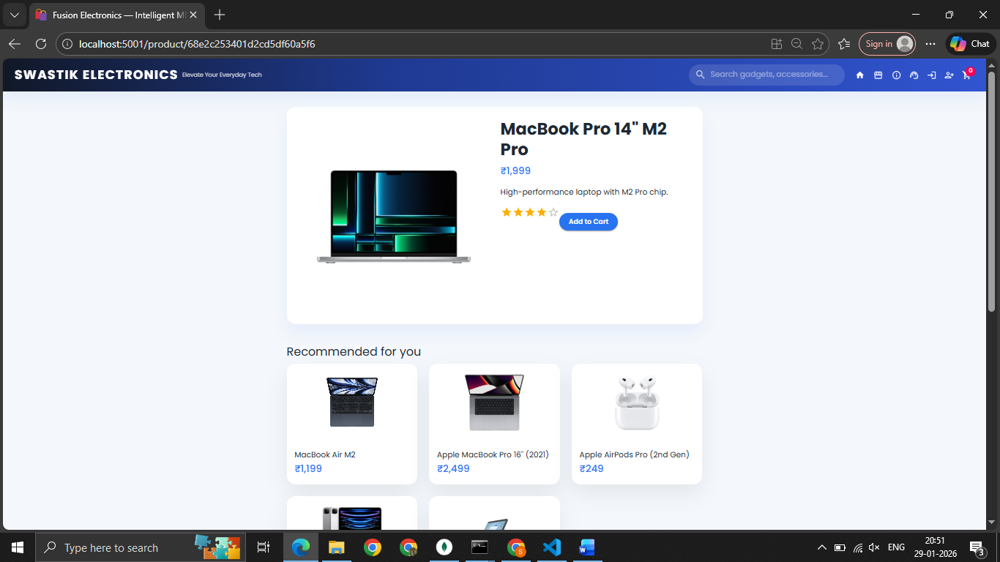 Fusion Electronics — Intelligent M
localhost:5001/product/68e2c253401d2cd5df60a5f6
Sign in
Chat
SWASTIK ELECTRONICS
Elevate Your Everyday Tech
Search gadgets, accessories...
0
MacBook Pro 14" M2
Pro
₹1,999
High-performance laptop with M2 Pro chip.
Add to Cart
Recommended for you
MacBook Air M2
₹1,199
Apple MacBook Pro 16" (2021)
₹2,499
Apple AirPods Pro (2nd Gen)
₹249
Type here to search
ENG
20:51
29-01-2026
3